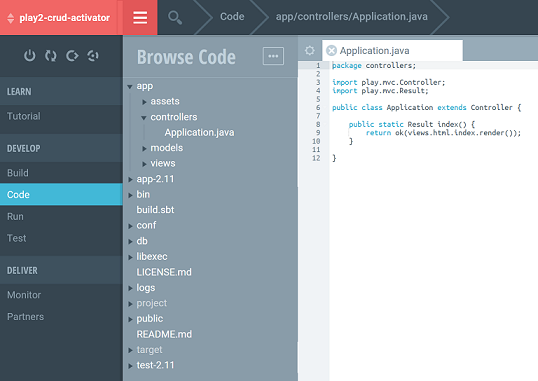 play2-crud-activator
Code
app/controllers/Application.java
LEARN
Tutorial
DEVELOP
Build
Code
Run
Test
DELIVER
Monitor
Partners
Browse Code
app
assets
controllers
Application.java
models
views
app-2.11
bin
build.sbt
conf
db
libexec
LICENSE.md
logs
project
public
README.md
target
test-2.11
Application.java
1 package controllers;
2
3 import play.mvc.Controller;
4 import play.mvc.Result;
5
6 public class Application extends Controller {
7
8 public static Result index() {
9 return ok(views.html.index.render());
10 }
11
12 }